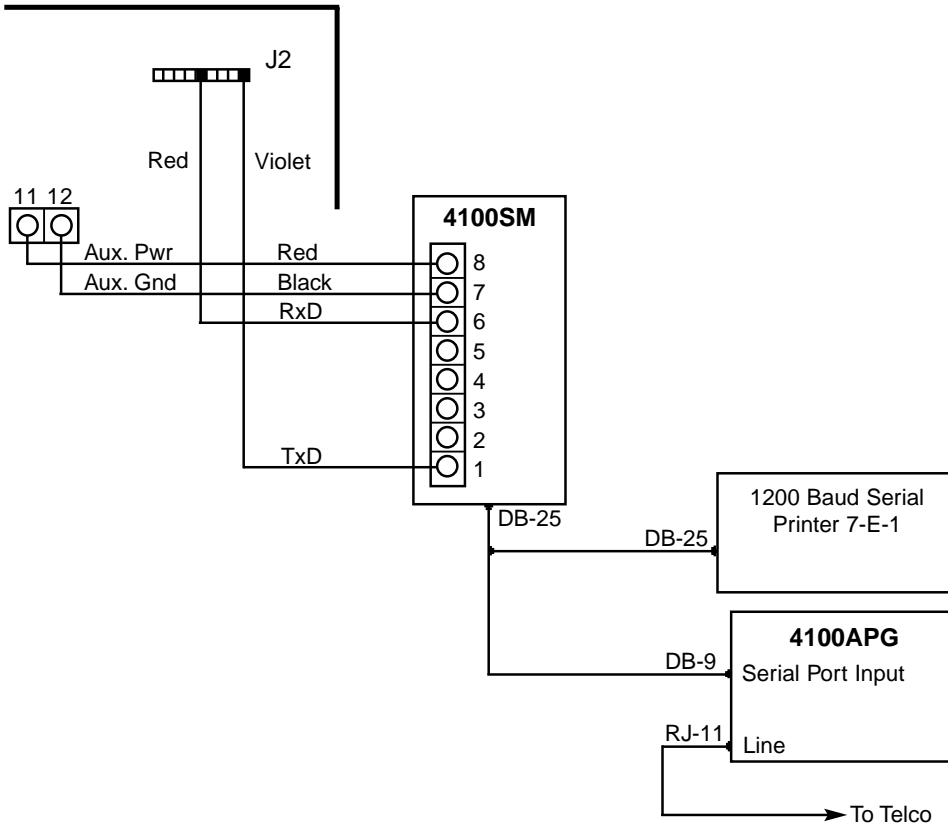 J2
Red Violet
11 12
4100SM
Aux. Pwr Red 8
Aux. Gnd Black 7
RxD 6
5
4
3
2
TxD 1
DB-25
1200 Baud Serial
Printer 7-E-1
DB-25
4100APG
DB-9 Serial Port Input
RJ-11 Line
To Telco